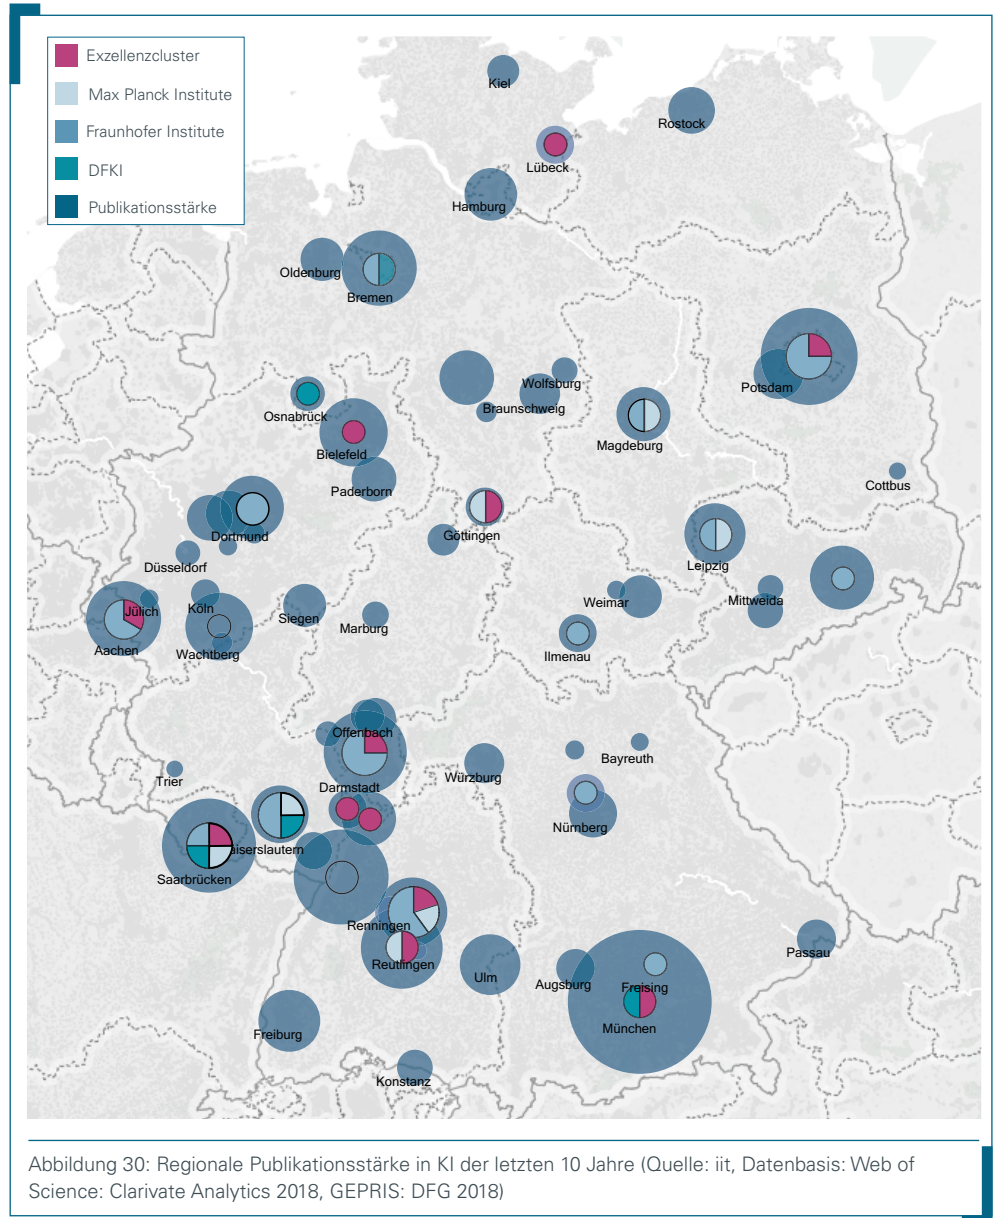 Exzellenzcluster
Max Planck Institute
Fraunhofer Institute
DFKI
Publikationsstärke
Kiel
Rostock
Lübeck
Hamburg
Oldenburg
Bremen
Wolfsburg
Potsdam
Braunschweig
Osnabrück
Magdeburg
Bielefeld
Cottbus
Paderborn
Dortmund
Göttingen
Düsseldorf
Leipzig
Weimar
Mittweida
Jülich
Köln
Siegen
Marburg
Aachen
Wachtberg
Ilmenau
Offenbach
Bayreuth
Trier
Würzburg
Darmstadt
Nürnberg
aiserslautern
Saarbrücken
Renningen
Passau
Reutlingen
Ulm
Augsburg
Freising
München
Freiburg
Konstanz
Abbildung 30: Regionale Publikationsstärke in KI der letzten 10 Jahre (Quelle: iit, Datenbasis: Web of
Science: Clarivate Analytics 2018, GEPRIS: DFG 2018)